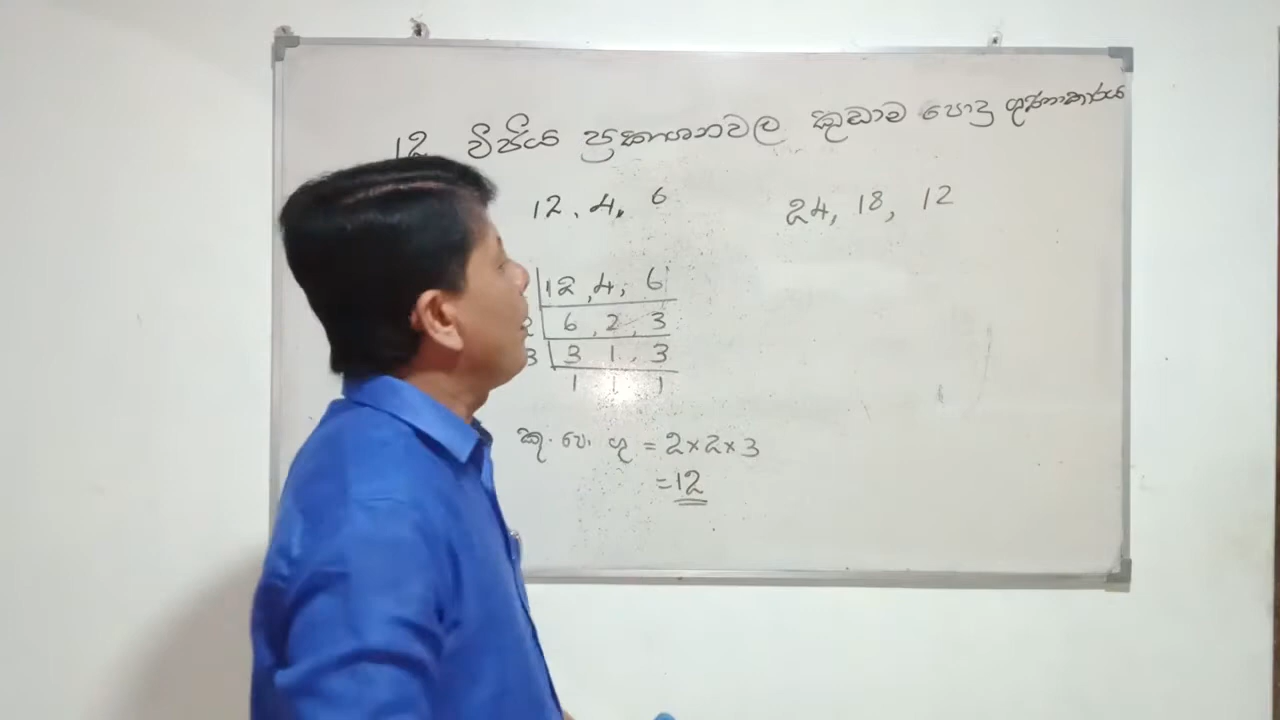 12 වීජීය ප්‍රකාශනවල කුඩාම පොදු ගුණාකාරය
12, 4, 6
24, 18, 12
12, 4, 6
2 6, 2, 3
3 3 1, 3
1 1 1
කු. පො. ගු = 2×2×3
=12